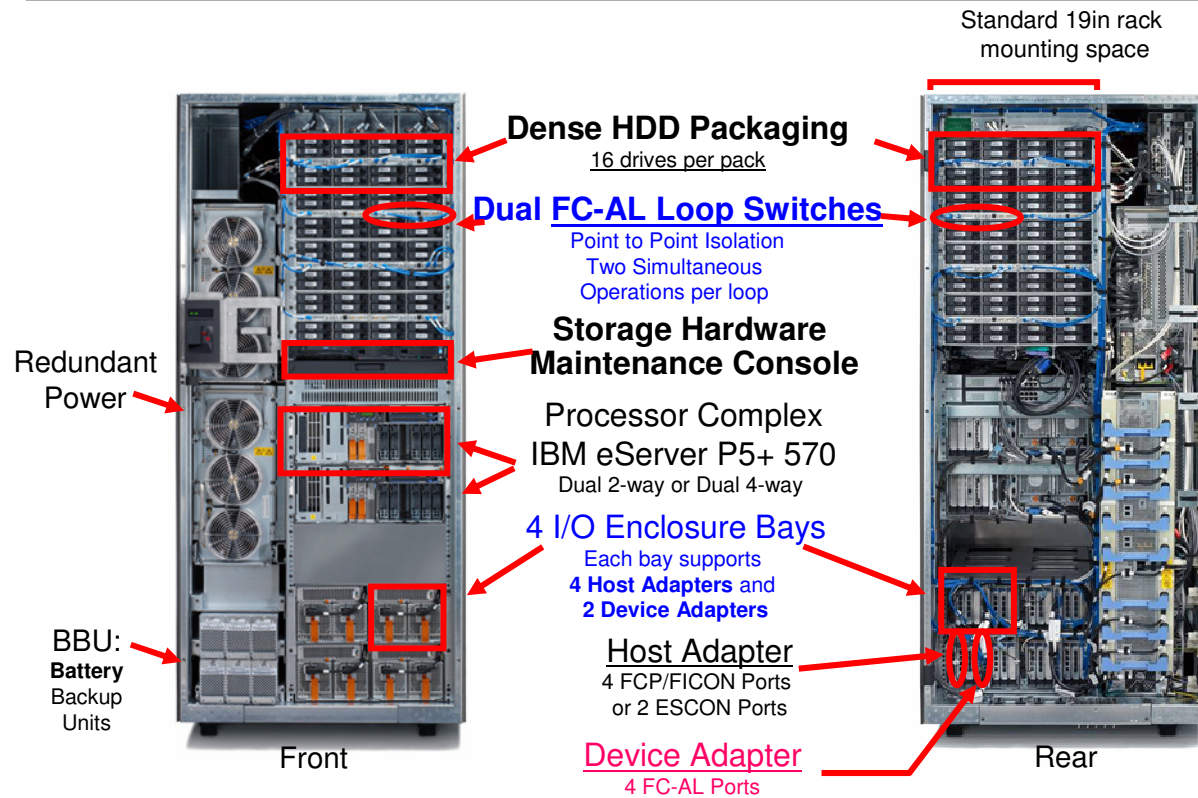 Standard 19in rack
mounting space
Dense HDD Packaging
16 drives per pack
Dual FC-AL Loop Switches
Point to Point Isolation
Two Simultaneous
Operations per loop
Storage Hardware
Maintenance Console
Redundant
Power
Processor Complex
IBM eServer P5+ 570
Dual 2-way or Dual 4-way
4 I/O Enclosure Bays
Each bay supports
4 Host Adapters and
2 Device Adapters
BBU:
Battery
Backup
Units
Host Adapter
4 FCP/FICON Ports
or 2 ESCON Ports
Front
Device Adapter
4 FC-AL Ports
Rear